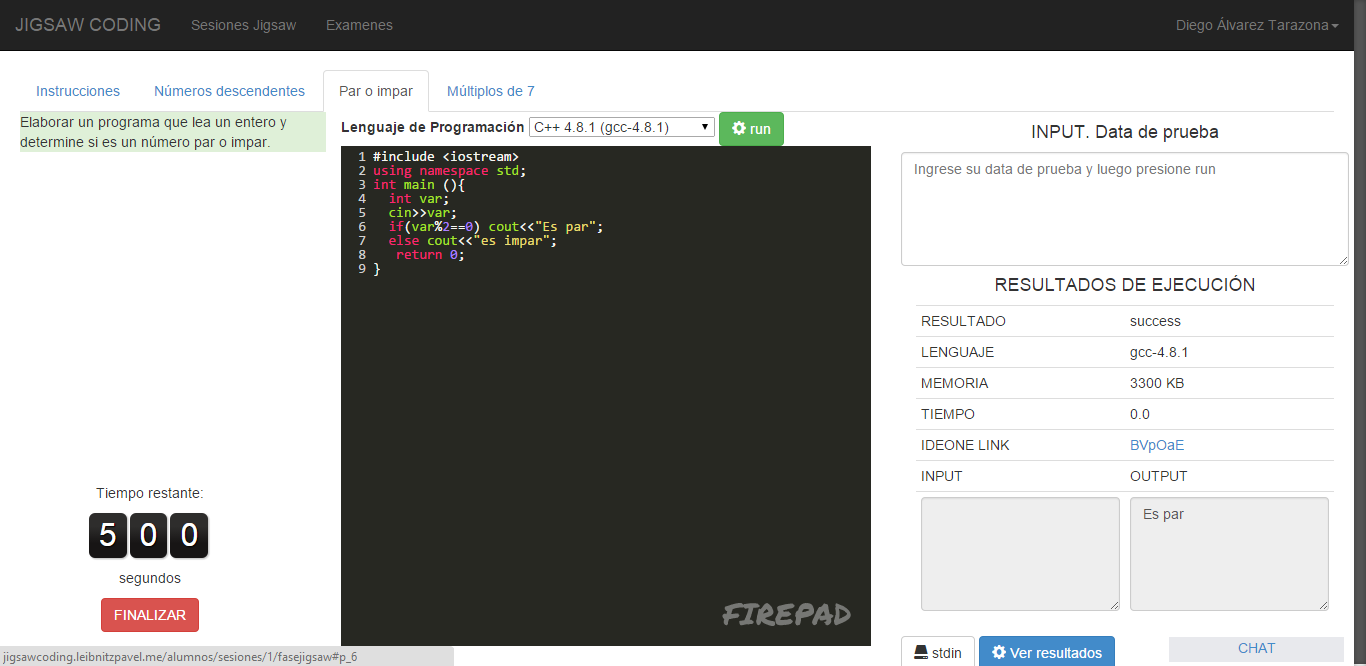 JIGSAW CODING Sesiones Jigsaw Examenes Diego Álvarez Tarazona
Instrucciones Números descendentes Par o impar Múltiplos de 7
Elaborar un programa que lea un entero y
determine si es un número par o impar.
Tiempo restante:
5 0 0
segundos
FINALIZAR
Lenguaje de Programación C++ 4.8.1 (gcc-4.8.1) run
1 #include <iostream>
2 using namespace std;
3 int main (){
4   int var;
5   cin>>var;
6   if(var%2==0) cout<<"Es par";
7   else cout<<"es impar";
8    return 0;
9 }
FIREPAD
INPUT. Data de prueba
Ingrese su data de prueba y luego presione run
RESULTADOS DE EJECUCIÓN
RESULTADO success
LENGUAJE gcc-4.8.1
MEMORIA 3300 KB
TIEMPO 0.0
IDEONE LINK BVpOaE
INPUT OUTPUT
Es par
stdin Ver resultados CHAT
jigsawcoding.leibnitzpavel.me/alumnos/sesiones/1/fasejigsaw#p_6